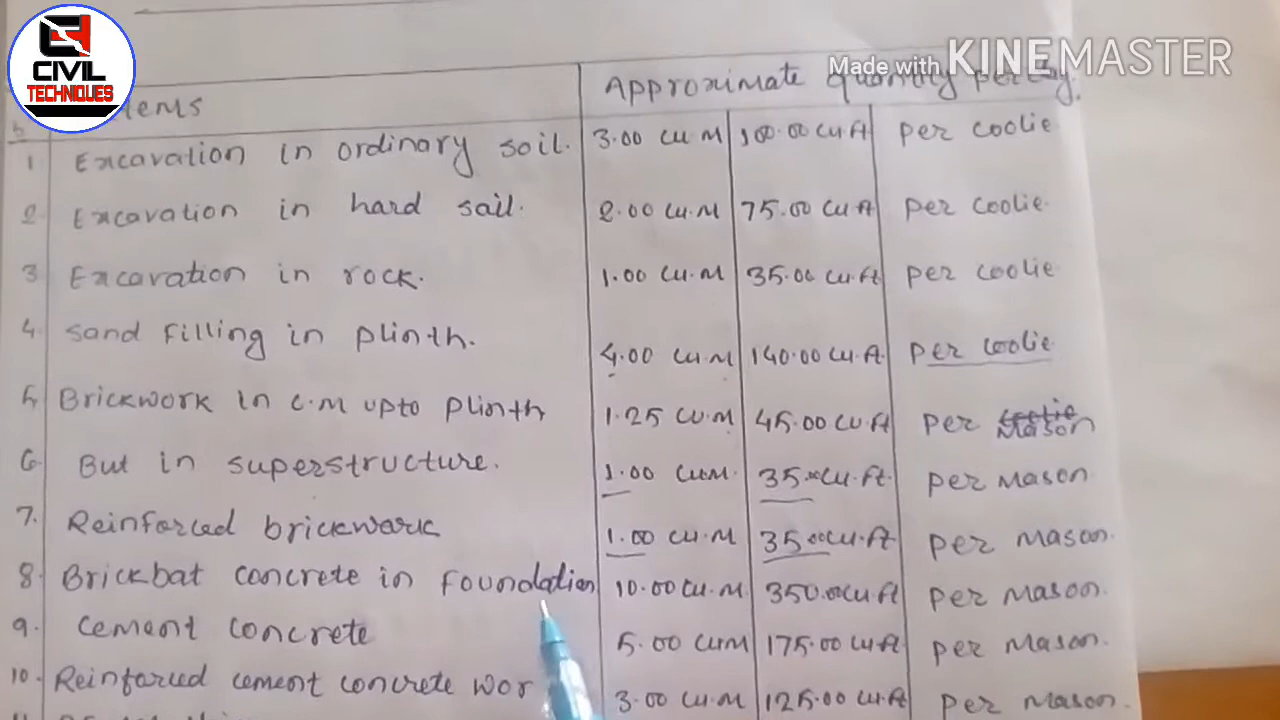 CIVIL
TECHNIQUES
Made with KINEMASTER
Items Approximate quantity per day.
1 Excavation in ordinary soil. 3.00 cu.M 100.00 cu.ft per coolie
2 Excavation in hard sail. 2.00 cu.M 75.00 cu.ft per coolie
3 Excavation in rock. 1.00 cu.M 35.00 cu.ft per coolie
4. Sand Filling in plinth. 4.00 cu.M 140.00 cu.ft per coolie
5. Brickwork in c.m upto plinth 1.25 cu.M 45.00 cu.ft per Mason
6. But in superstructure. 1.00 cu.M. 35.00 cu.ft. per Mason
7. Reinforced brickwork 1.00 cu.M 35.00 cu.ft per Mason.
8. Brickbat concrete in foundation 10.00 cu.M. 350.00 cu.ft per Mason.
9. cement concrete 5.00 cu.M 175.00 cu.ft per Mason.
10. Reinforced cement concrete wor 3.00 cu.M 125.00 cu.ft per Mason.